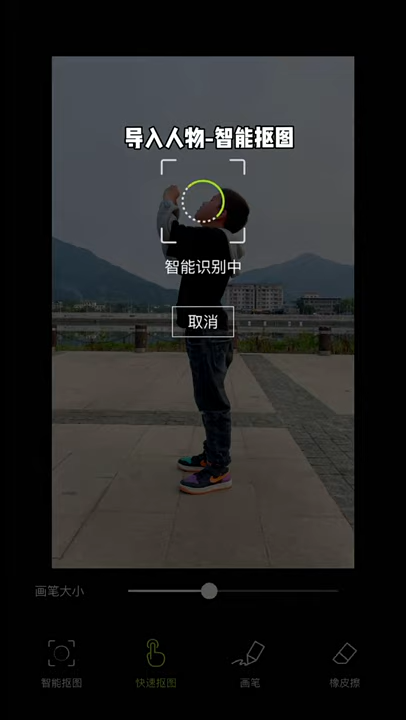 导入人物-智能抠图
智能识别中
取消
画笔大小
智能抠图
快速抠图
画笔
橡皮擦